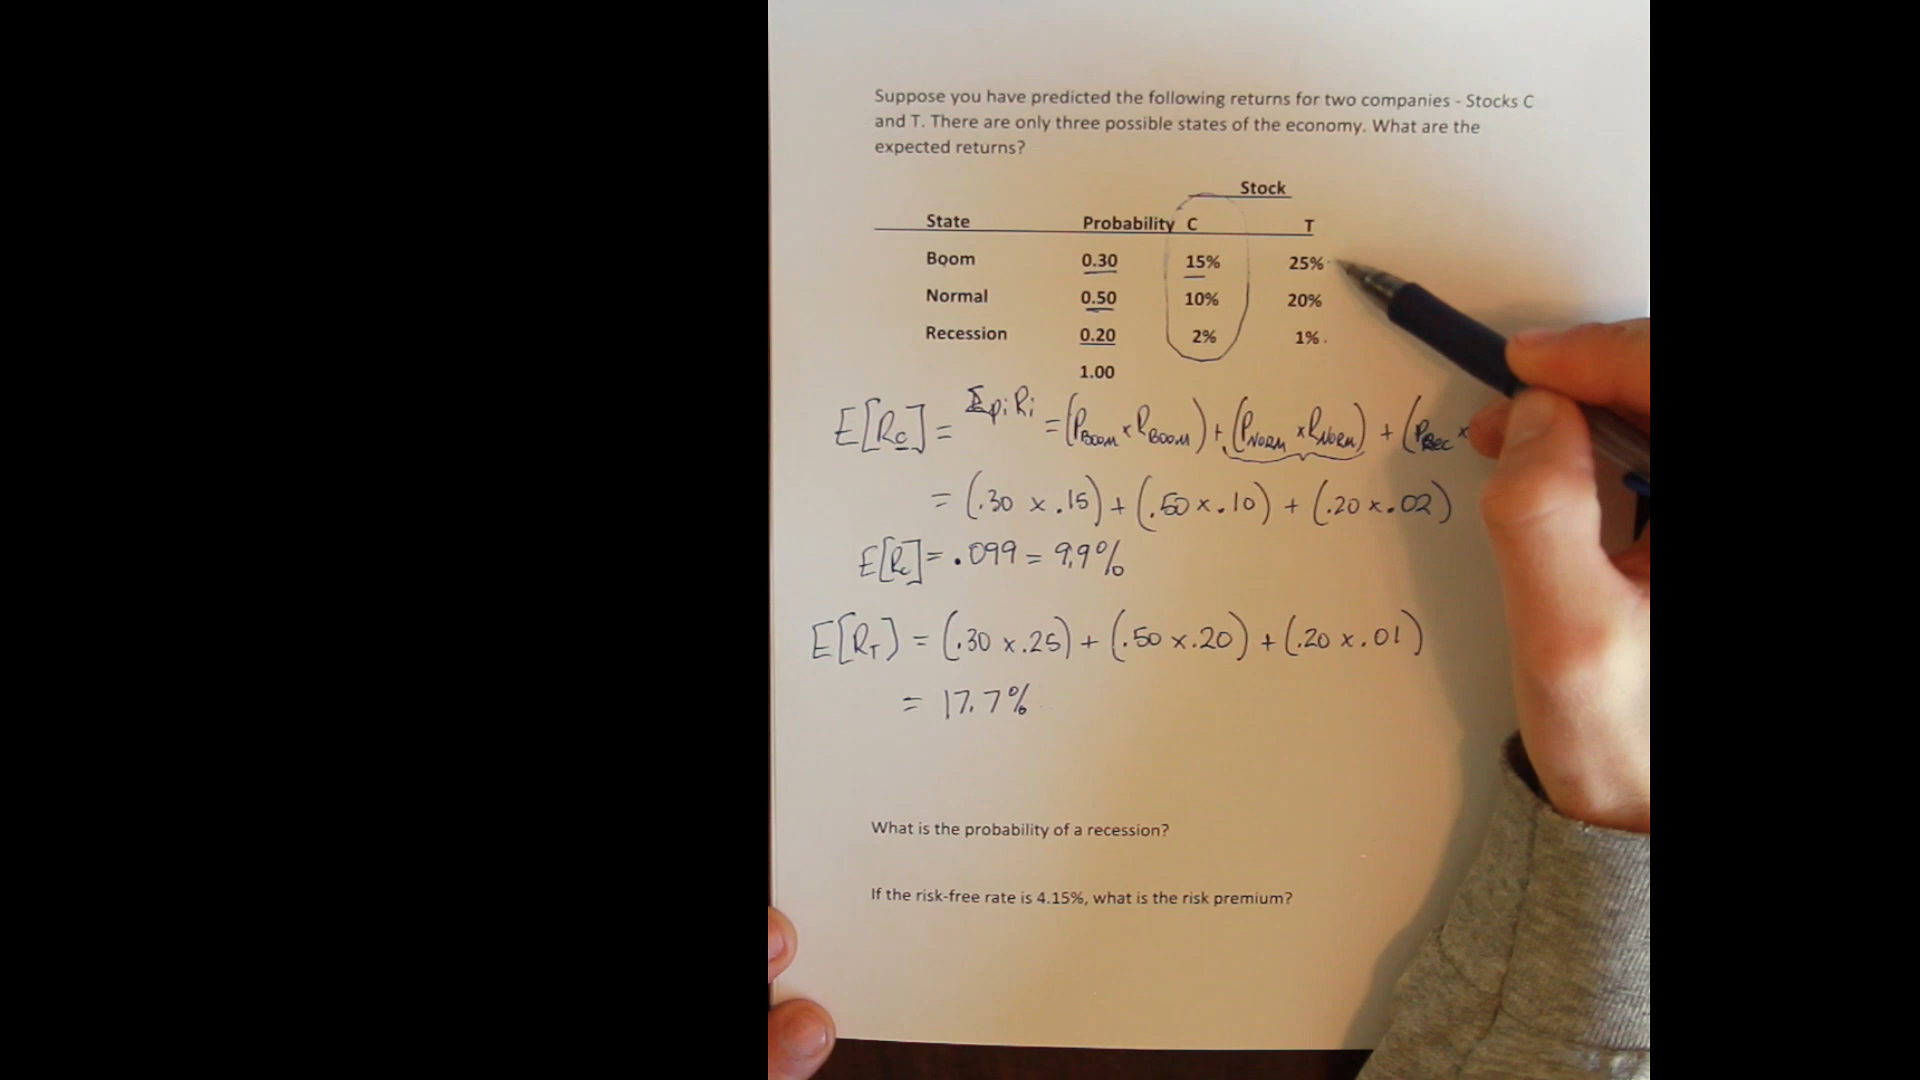 Suppose you have predicted the following returns for two companies - Stocks C
and T. There are only three possible states of the economy. What are the
expected returns?
Stock
State Probability C T
Boom 0.30 15% 25%
Normal 0.50 10% 20%
Recession 0.20 2% 1%
1.00
E[Rc] = Σpi Ri = (PBOOM × RBOOM) + (PNORM × RNORM) + (PREC ×
= (.30 × .15) + (.50 × .10) + (.20 × .02)
E[Rc] = .099 = 9.9%
E[RT) = (.30 × .25) + (.50 × .20) + (.20 × .01)
= 17.7%
What is the probability of a recession?
If the risk-free rate is 4.15%, what is the risk premium?